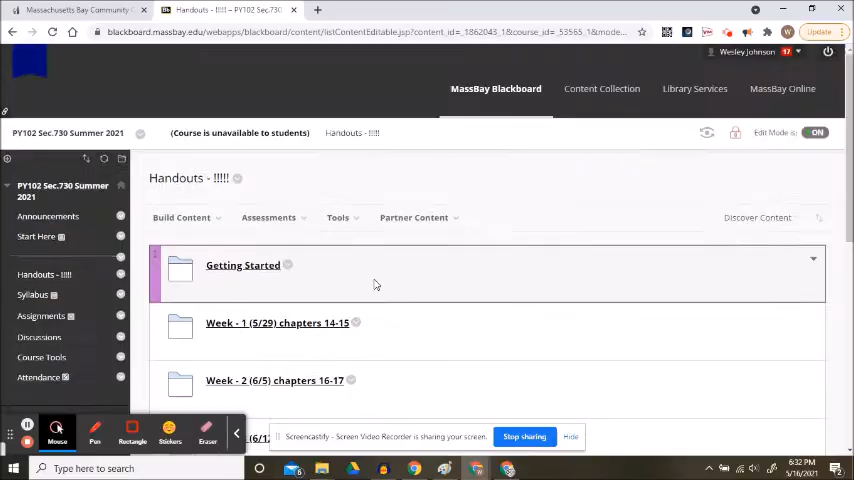 Massachusetts Bay Community C
Handouts - !!!!! – PY102 Sec.730
blackboard.massbay.edu/webapps/blackboard/content/listContentEditable.jsp?content_id=_1862043_1&course_id=_53565_1&mode...
Update
Wesley Johnson 17
MassBay Blackboard
Content Collection
Library Services
MassBay Online
PY102 Sec.730 Summer 2021
(Course is unavailable to students)
Handouts - !!!!!
Edit Mode is: ON
PY102 Sec.730 Summer
2021
Announcements
Start Here
Handouts - !!!!!
Syllabus
Assignments
Discussions
Course Tools
Attendance
Handouts - !!!!!
Build Content
Assessments
Tools
Partner Content
Discover Content
1
Getting Started
Week - 1 (5/29) chapters 14-15
Week - 2 (6/5) chapters 16-17
Mouse
Pen
Rectangle
Stickers
Eraser
Screencastify - Screen Video Recorder is sharing your screen.
Stop sharing
Hide
Type here to search
6:32 PM
5/16/2021